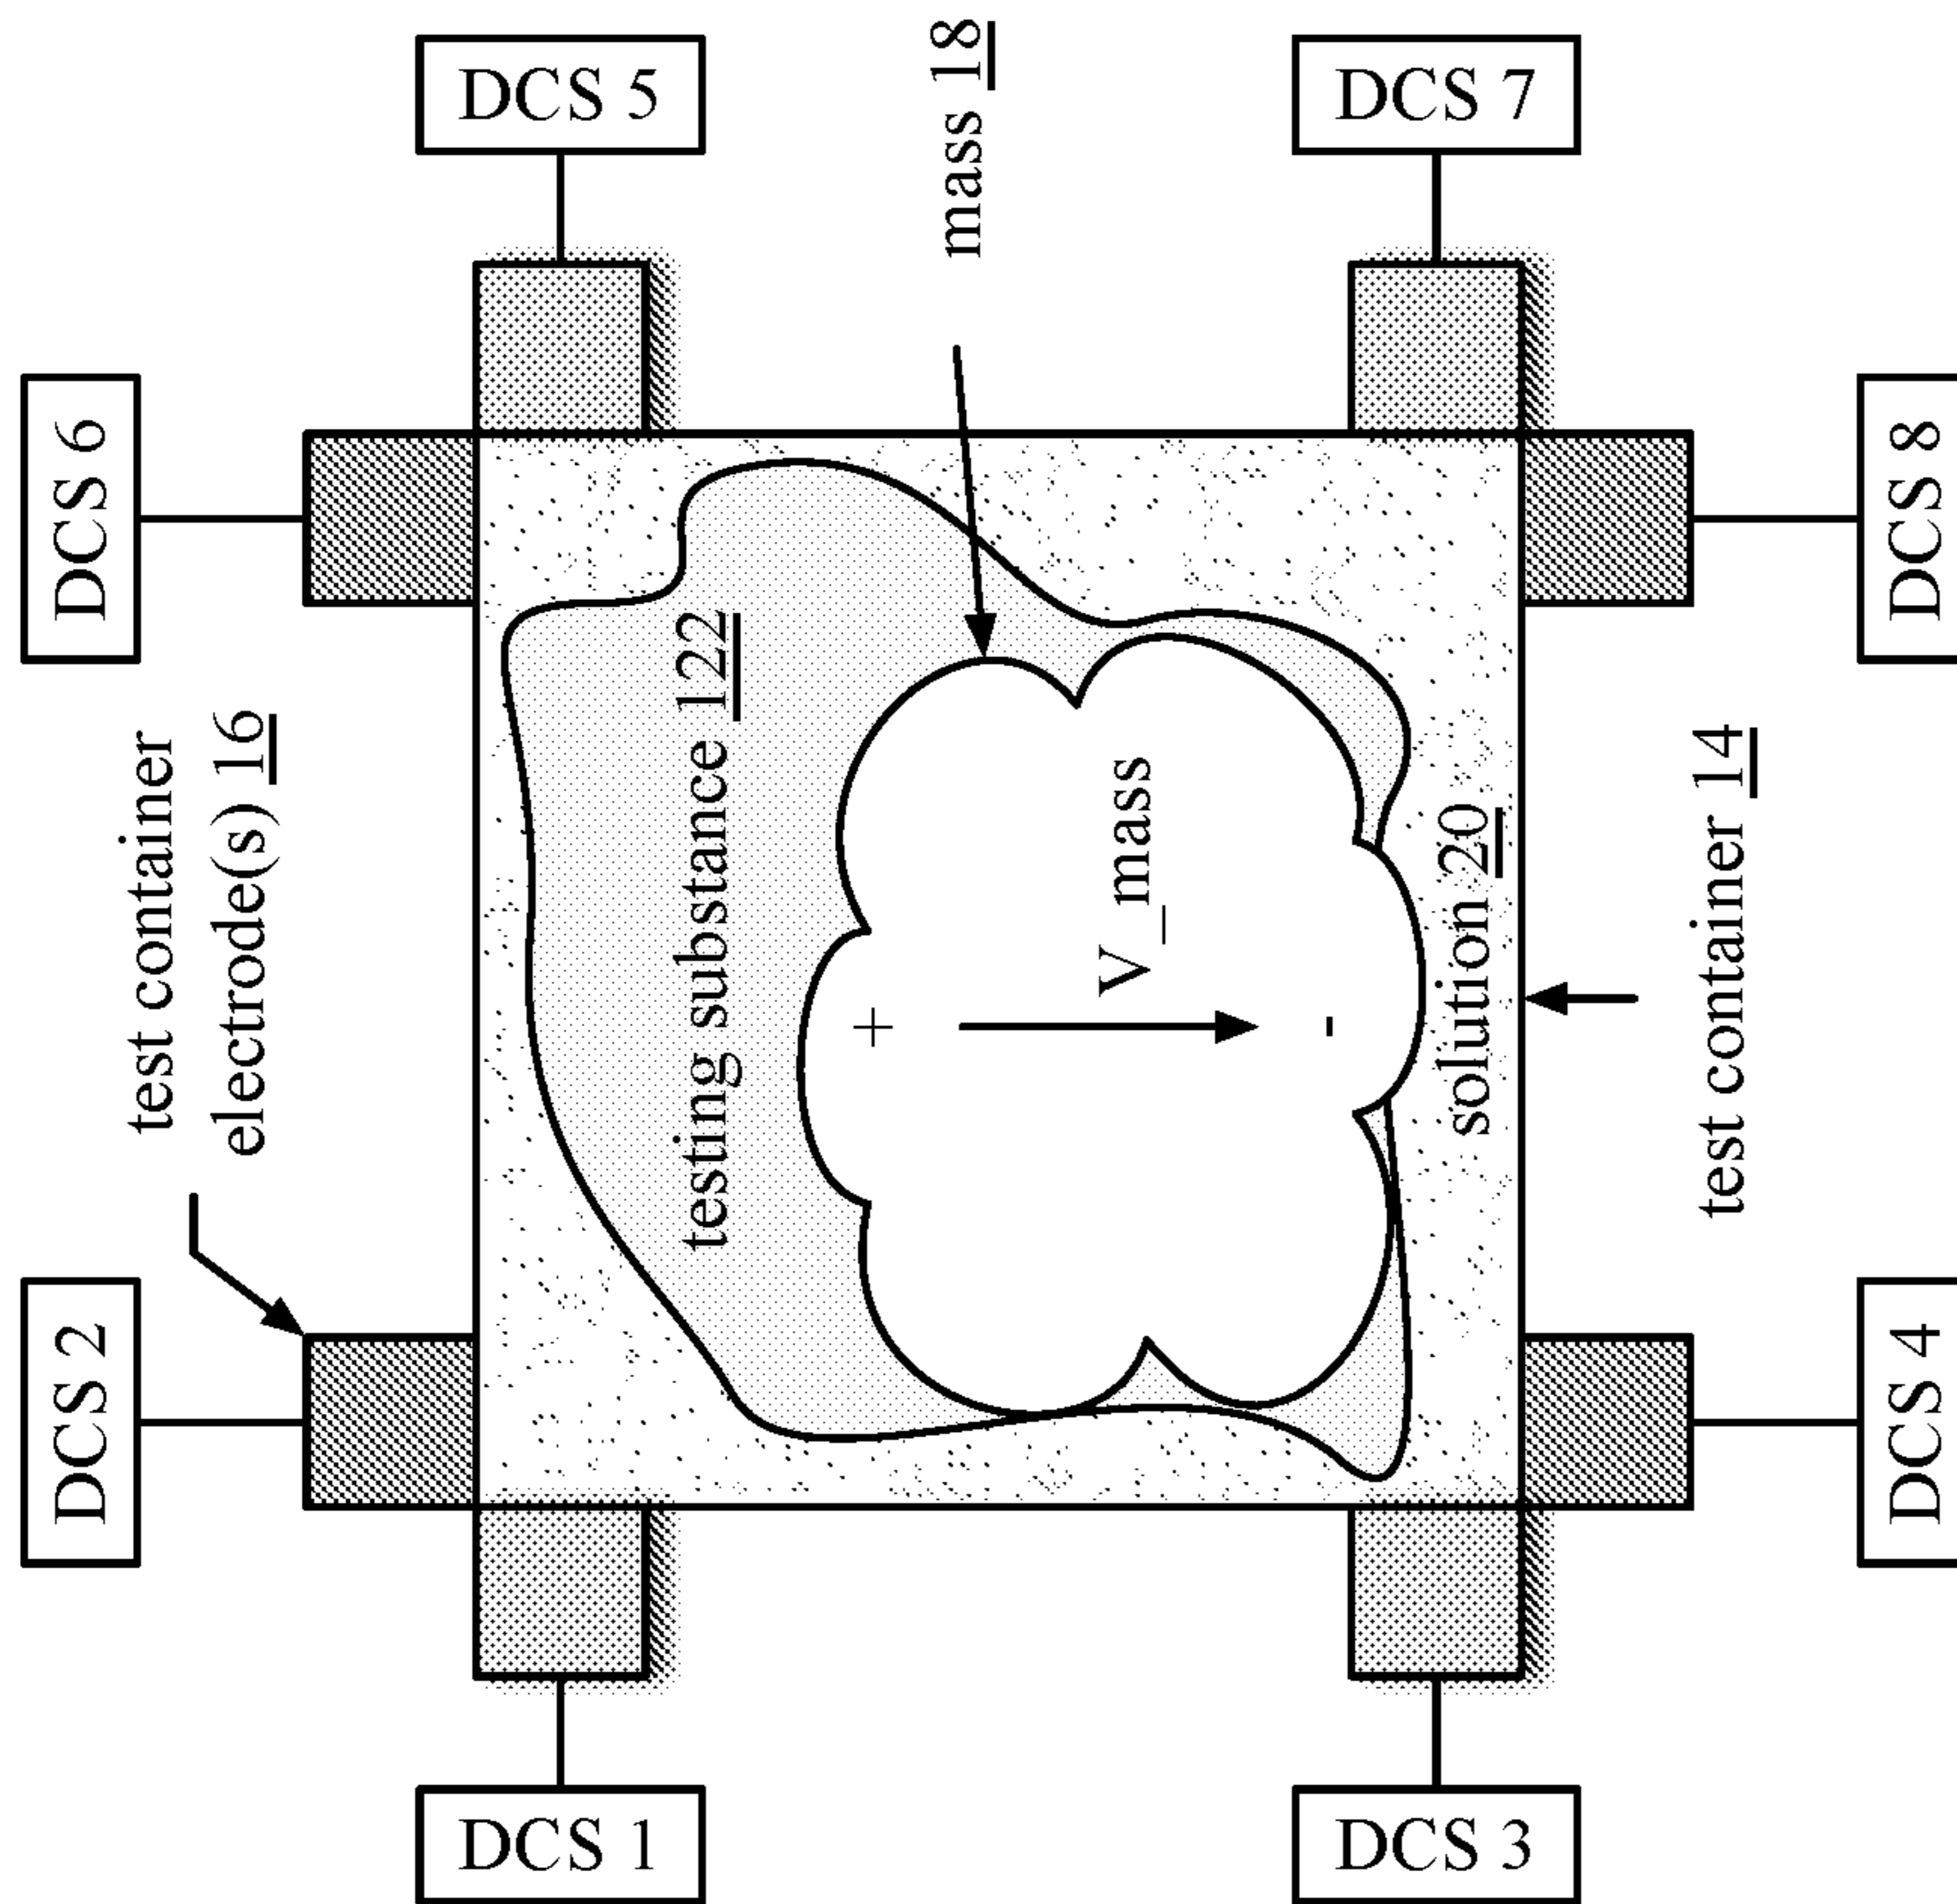 DCS 5
DCS 7
mass 18
DCS 6
DCS 8
test container
electrode(s) 16
testing substance 122
V_mass
+
-
solution 20
test container 14
DCS 2
DCS 4
DCS 1
DCS 3